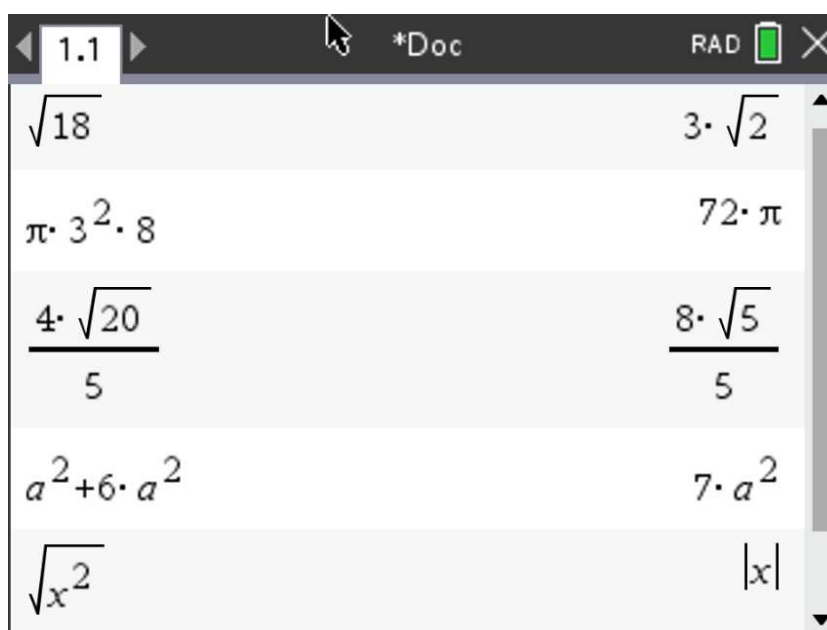 1.1 *Doc RAD
√18 3·√2
π·3²·8 72·π
4·√20 8·√5
5 5
a²+6·a² 7·a²
√x² |x|